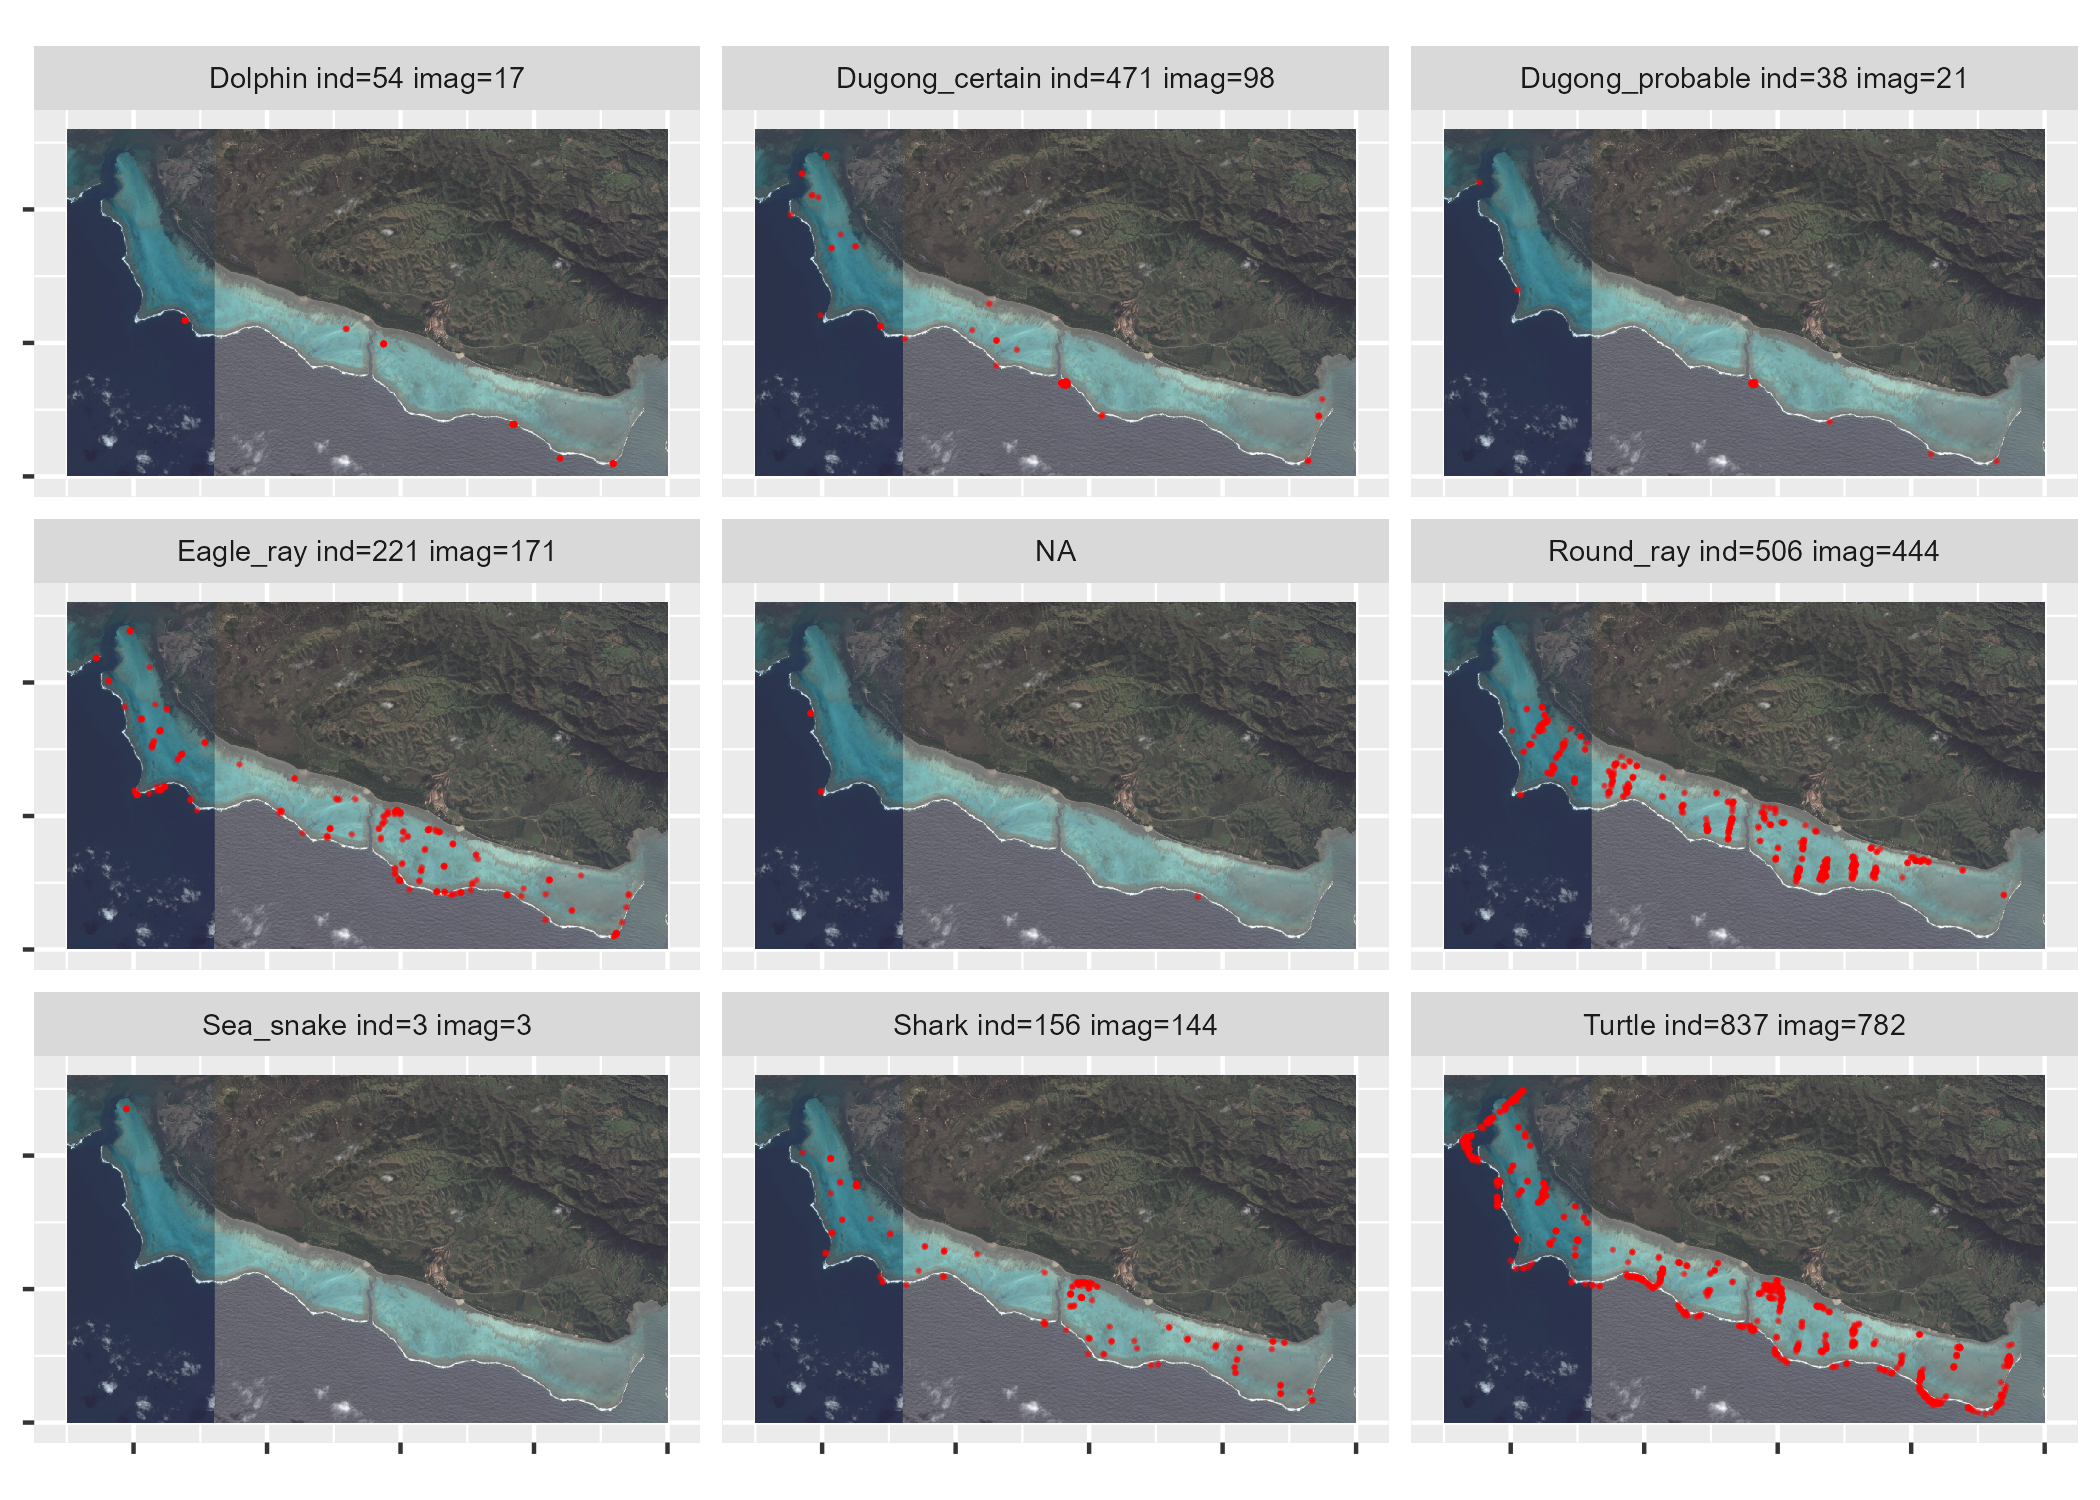 Dolphin ind=54 imag=17
Dugong_certain ind=471 imag=98
Dugong_probable ind=38 imag=21
Eagle_ray ind=221 imag=171
NA
Round_ray ind=506 imag=444
Sea_snake ind=3 imag=3
Shark ind=156 imag=144
Turtle ind=837 imag=782